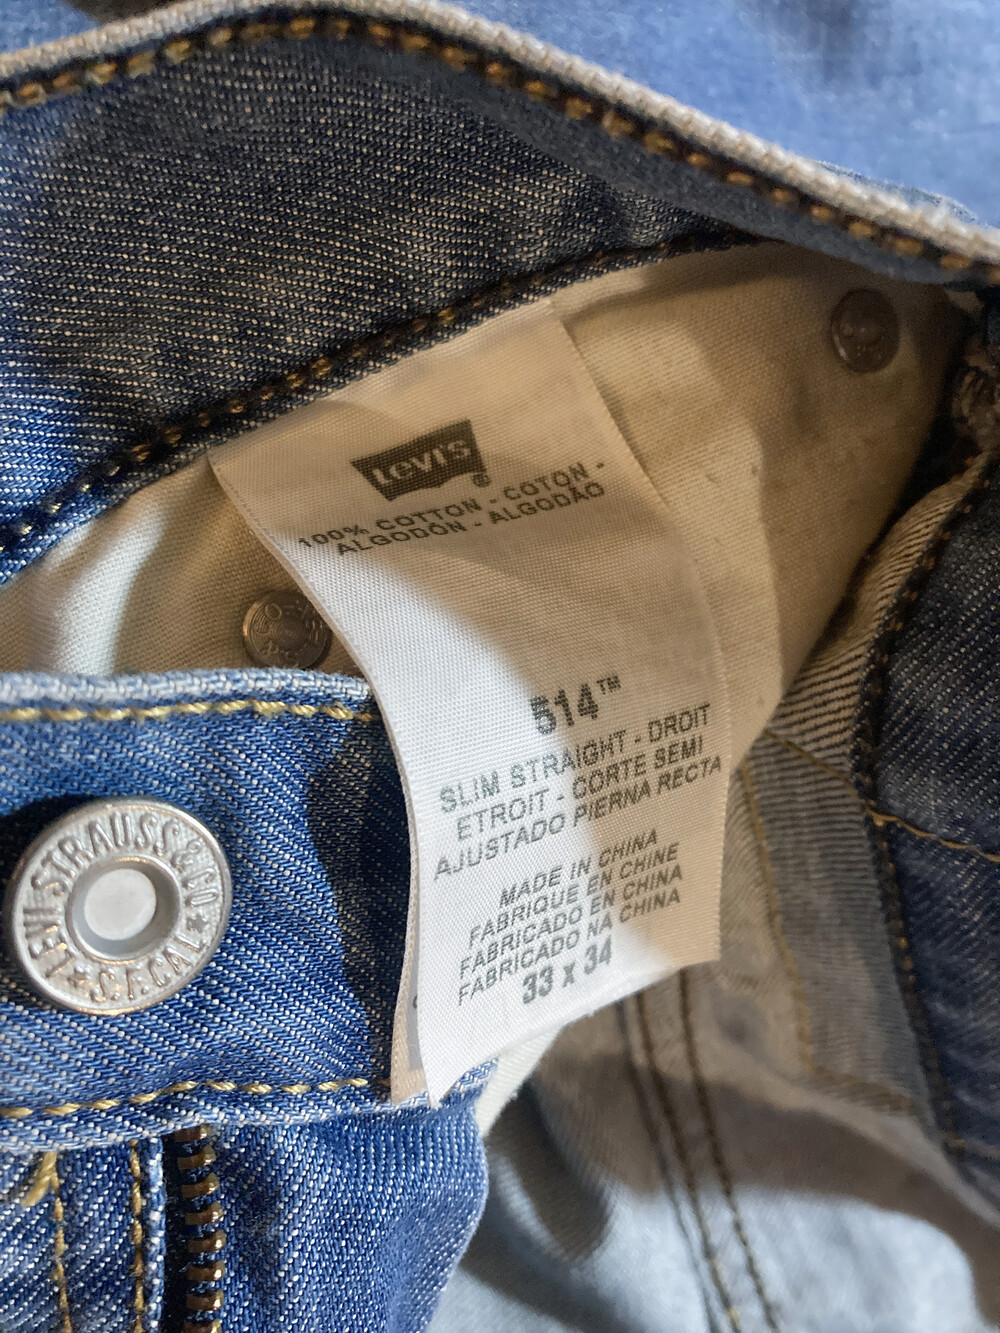 Levi's®
100% COTTON - COTON -
ALGODÓN - ALGODÃO
514™
SLIM STRAIGHT - DROIT
ETROIT - CORTE SEMI
AJUSTADO PIERNA RECTA
MADE IN CHINA
FABRIQUE EN CHINE
FABRICADO EN CHINA
FABRICADO NA CHINA
33 x 34
LEVI STRAUSS & CO
S.F.CAL